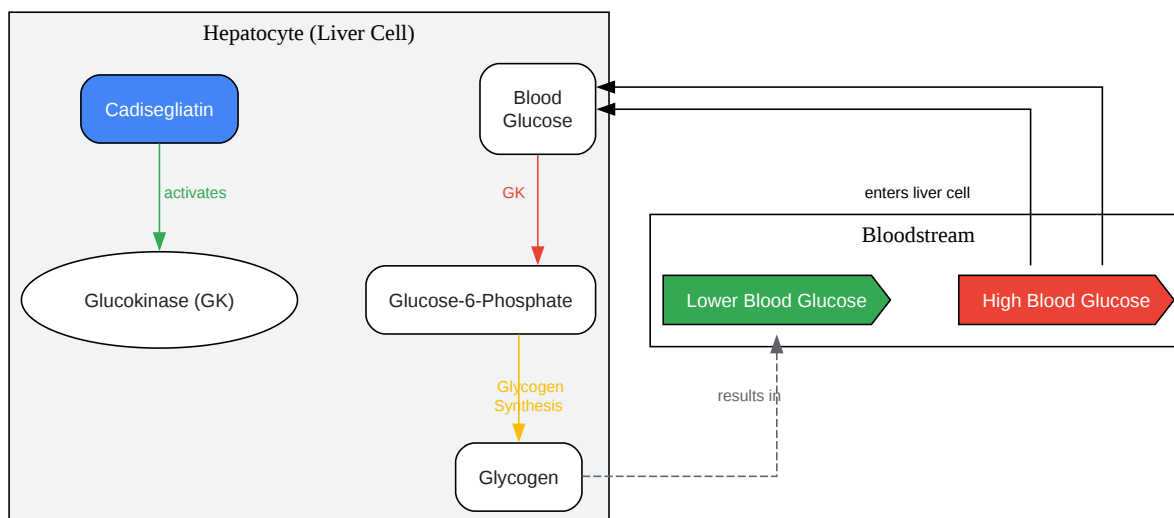 Hepatocyte (Liver Cell)
Cadisegliatin
Blood
Glucose
activates
GK
enters liver cell
Bloodstream
Glucokinase (GK)
Glucose-6-Phosphate
Lower Blood Glucose
High Blood Glucose
Glycogen
Synthesis
results in
Glycogen